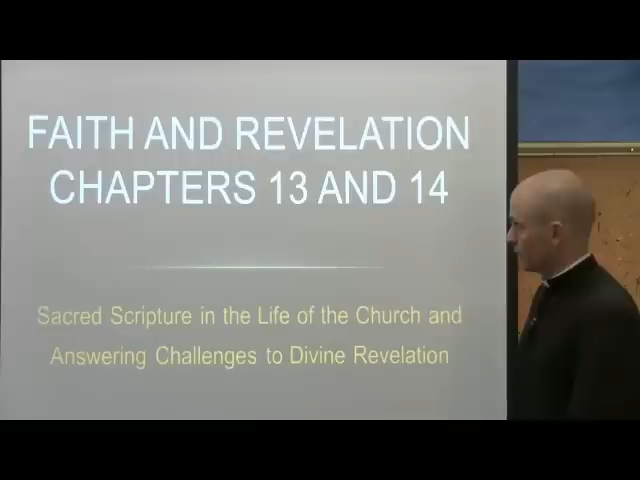 FAITH AND REVELATION
CHAPTERS 13 AND 14
Sacred Scripture in the Life of the Church and
Answering Challenges to Divine Revelation